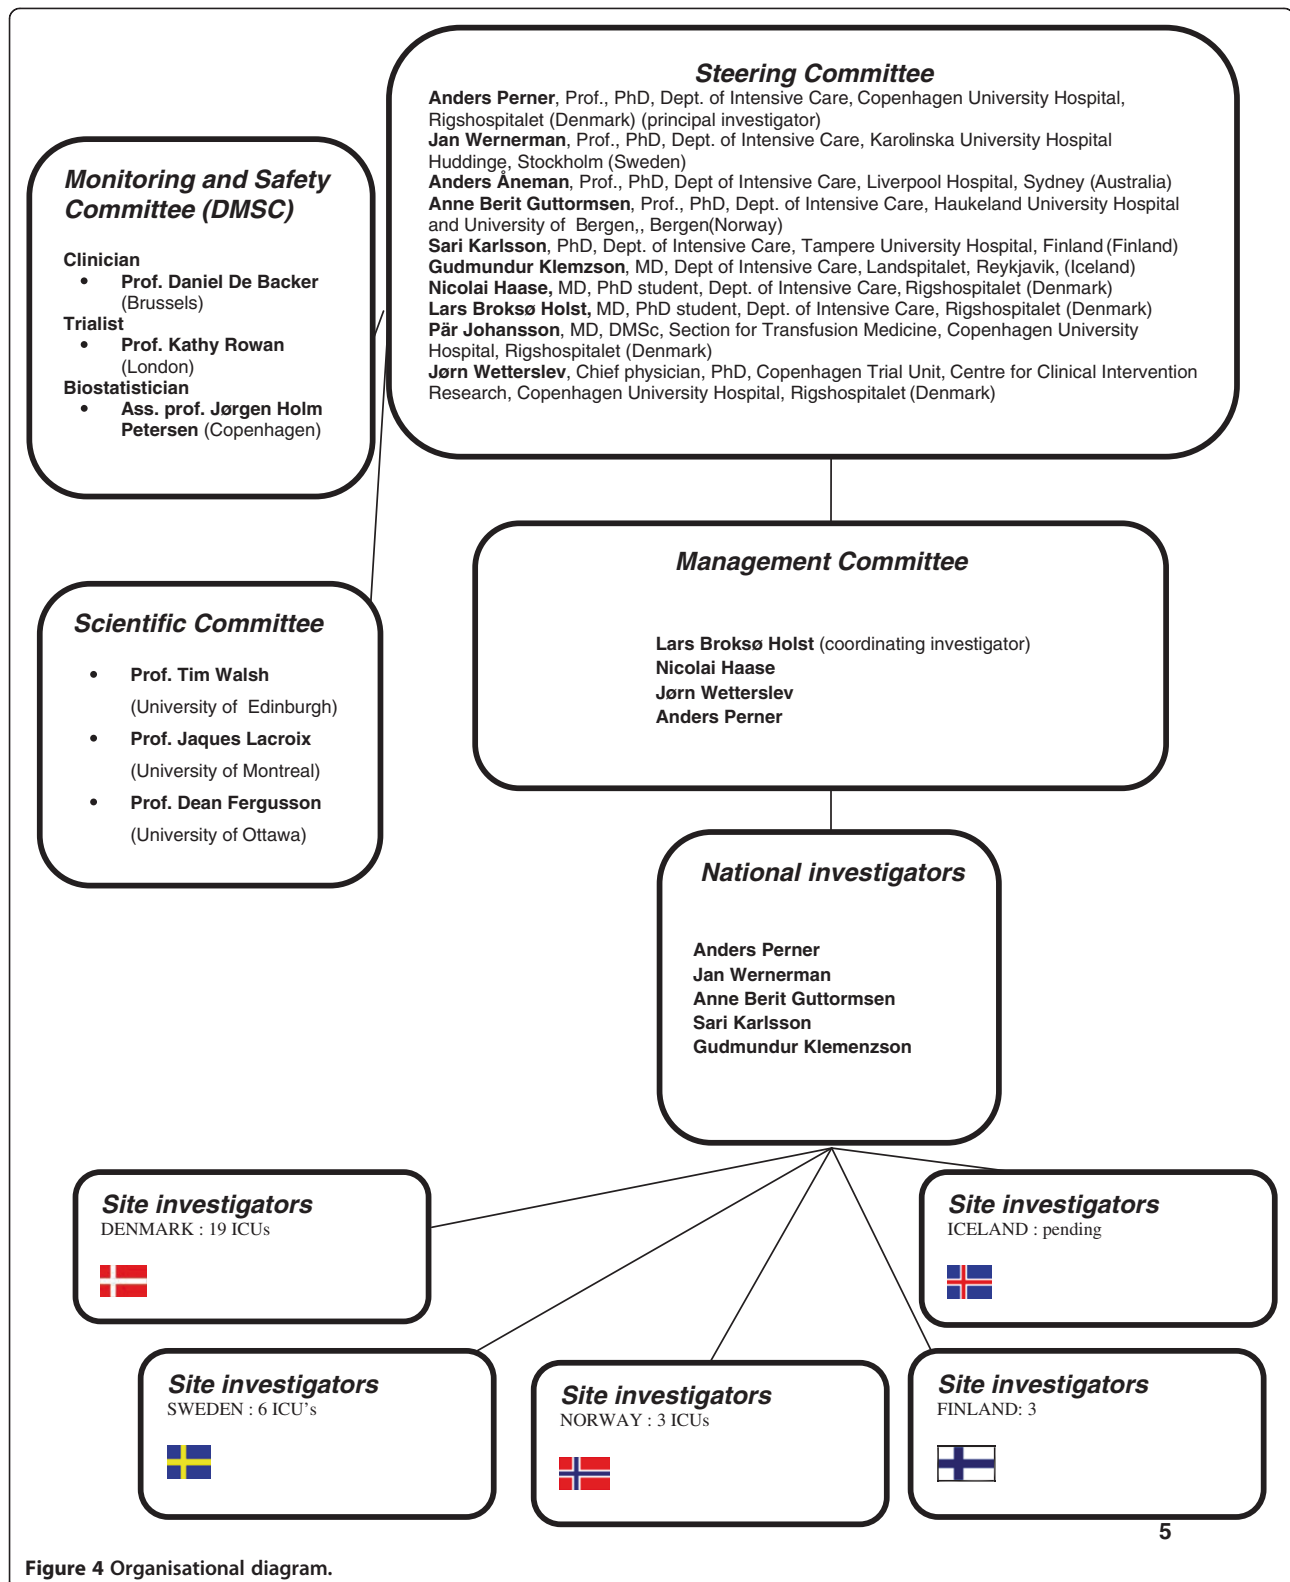 Steering Committee
Anders Perner, Prof., PhD, Dept. of Intensive Care, Copenhagen University Hospital,
Rigshospitalet (Denmark) (principal investigator)
Jan Wernerman, Prof., PhD, Dept. of Intensive Care, Karolinska University Hospital
Huddinge, Stockholm (Sweden)
Anders Åneman, Prof., PhD, Dept of Intensive Care, Liverpool Hospital, Sydney (Australia)
Anne Berit Guttormsen, Prof., PhD, Dept. of Intensive Care, Haukeland University Hospital
and University of Bergen,, Bergen(Norway)
Sari Karlsson, PhD, Dept. of Intensive Care, Tampere University Hospital, Finland (Finland)
Gudmundur Klemzson, MD, Dept of Intensive Care, Landspitalet, Reykjavik, (Iceland)
Nicolai Haase, MD, PhD student, Dept. of Intensive Care, Rigshospitalet (Denmark)
Lars Broksø Holst, MD, PhD student, Dept. of Intensive Care, Rigshospitalet (Denmark)
Pär Johansson, MD, DMSc, Section for Transfusion Medicine, Copenhagen University
Hospital, Rigshospitalet (Denmark)
Jørn Wetterslev, Chief physician, PhD, Copenhagen Trial Unit, Centre for Clinical Intervention
Research, Copenhagen University Hospital, Rigshospitalet (Denmark)
Monitoring and Safety
Committee (DMSC)
Clinician
• Prof. Daniel De Backer
(Brussels)
Trialist
• Prof. Kathy Rowan
(London)
Biostatistician
• Ass. prof. Jørgen Holm
Petersen (Copenhagen)
Management Committee
Lars Broksø Holst (coordinating investigator)
Nicolai Haase
Jørn Wetterslev
Anders Perner
Scientific Committee
• Prof. Tim Walsh
(University of Edinburgh)
• Prof. Jaques Lacroix
(University of Montreal)
• Prof. Dean Fergusson
(University of Ottawa)
National investigators
Anders Perner
Jan Wernerman
Anne Berit Guttormsen
Sari Karlsson
Gudmundur Klemenzson
Site investigators
DENMARK : 19 ICUs
Site investigators
ICELAND : pending
Site investigators
SWEDEN : 6 ICU's
Site investigators
NORWAY : 3 ICUs
Site investigators
FINLAND: 3
5
Figure 4 Organisational diagram.